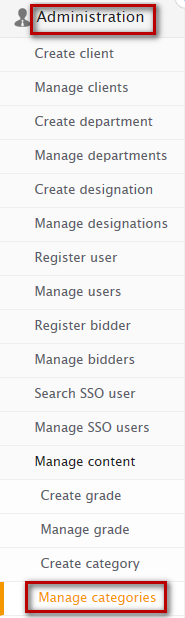 Administration
Create client
Manage clients
Create department
Manage departments
Create designation
Manage designations
Register user
Manage users
Register bidder
Manage bidders
Search SSO user
Manage SSO users
Manage content
Create grade
Manage grade
Create category
Manage categories